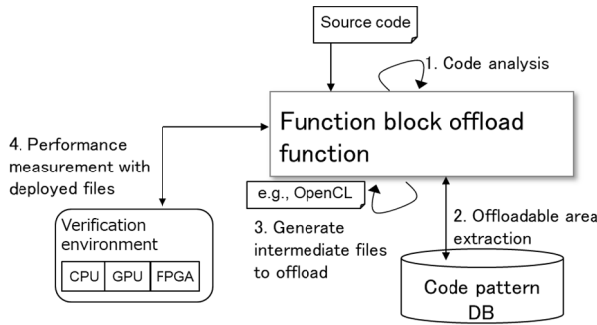 Source code
1. Code analysis
Function block offload
function
4. Performance
measurement with
deployed files
e.g., OpenCL
Verification
environment
CPU GPU FPGA
3. Generate
intermediate files
to offload
2. Offloadable area
extraction
Code pattern
DB